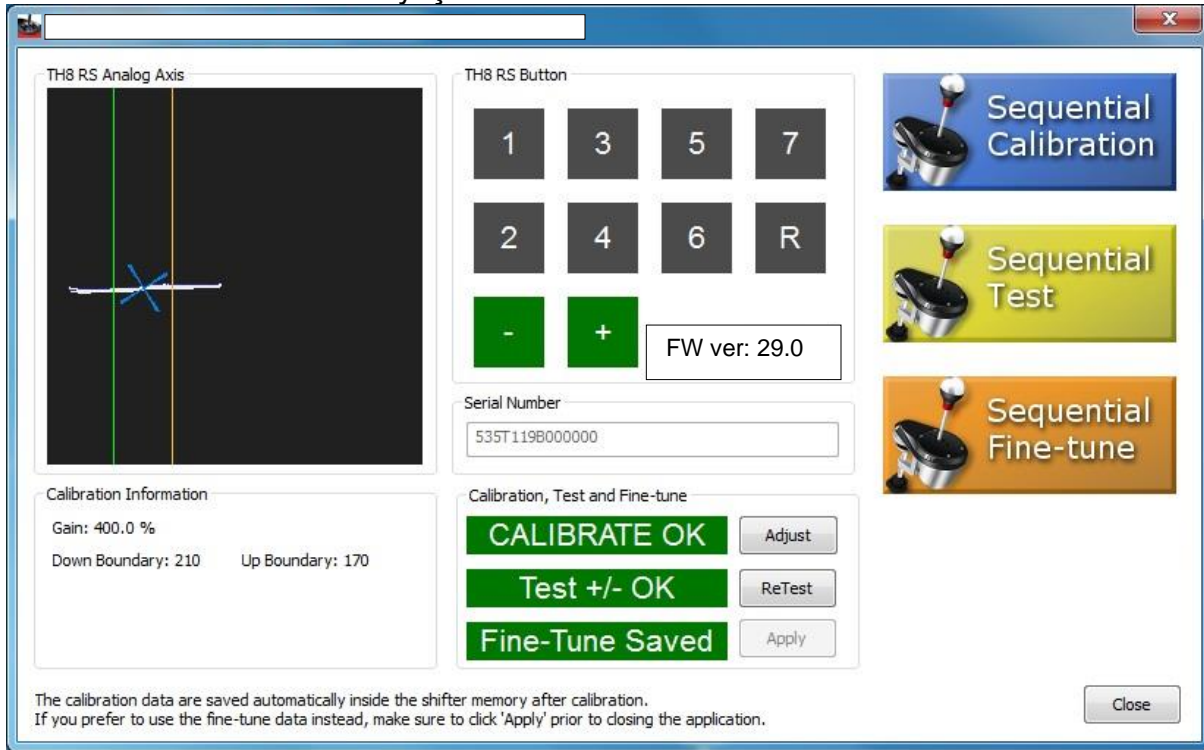 x
TH8 RS Analog Axis
TH8 RS Button
1 3 5 7
2 4 6 R
- +
FW ver: 29.0
Serial Number
535T119B000000
Calibration Information
Gain: 400.0 %
Down Boundary: 210 Up Boundary: 170
Calibration, Test and Fine-tune
CALIBRATE OK Adjust
Test +/- OK ReTest
Fine-Tune Saved Apply
Sequential
Calibration
Sequential
Test
Sequential
Fine-tune
The calibration data are saved automatically inside the shifter memory after calibration.
If you prefer to use the fine-tune data instead, make sure to click 'Apply' prior to closing the application.
Close